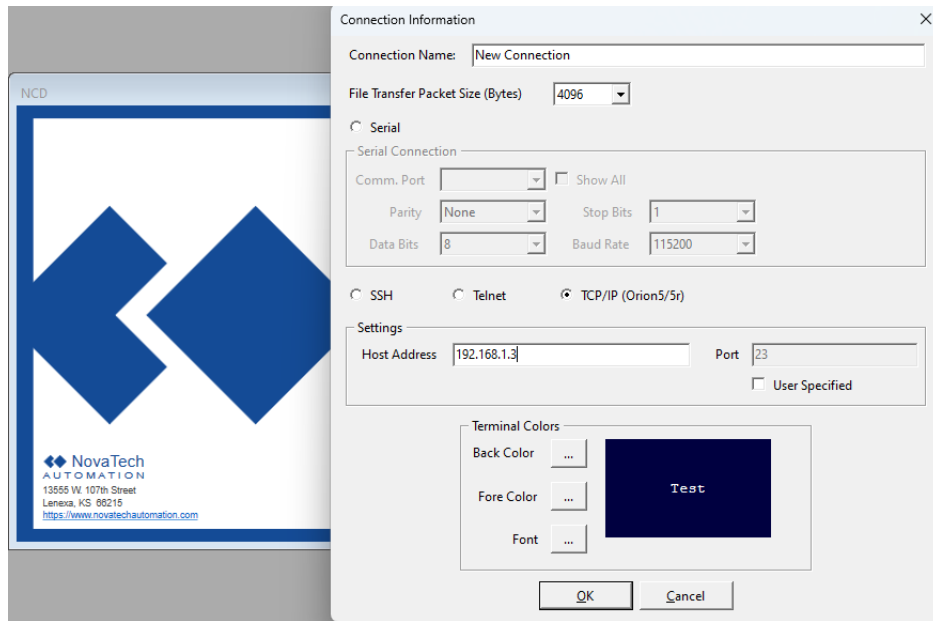 Connection Information
Connection Name: New Connection
NCD
File Transfer Packet Size (Bytes) 4096
Serial
Serial Connection
Comm. Port Show All
Parity None Stop Bits 1
Data Bits 8 Baud Rate 115200
SSH Telnet TCP/IP (Orion5/5r)
Settings
Host Address 192.168.1.3 Port 23
User Specified
Terminal Colors
Back Color ...
Test
Fore Color ...
Font ...
NovaTech
AUTOMATION
13555 W. 107th Street
Lenexa, KS 66215
https://www.novatechautomation.com
OK Cancel